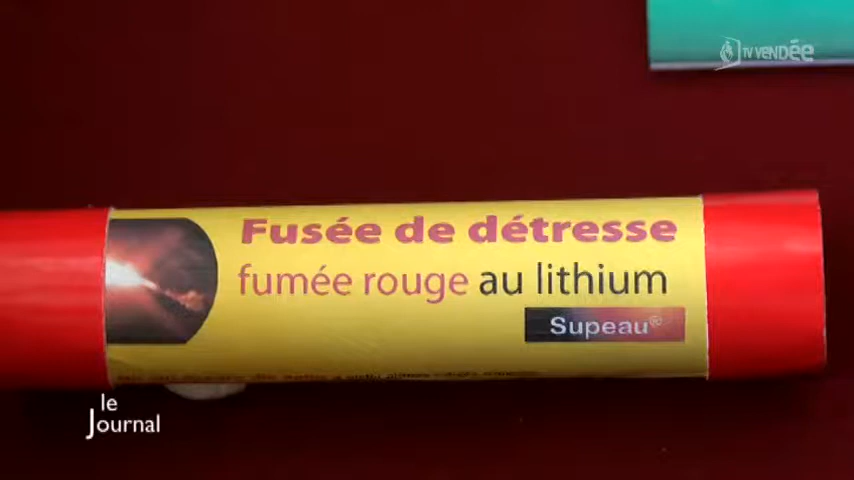 TV VENDÉE
Fusée de détresse
fumée rouge au lithium
Supeau®
le
Journal